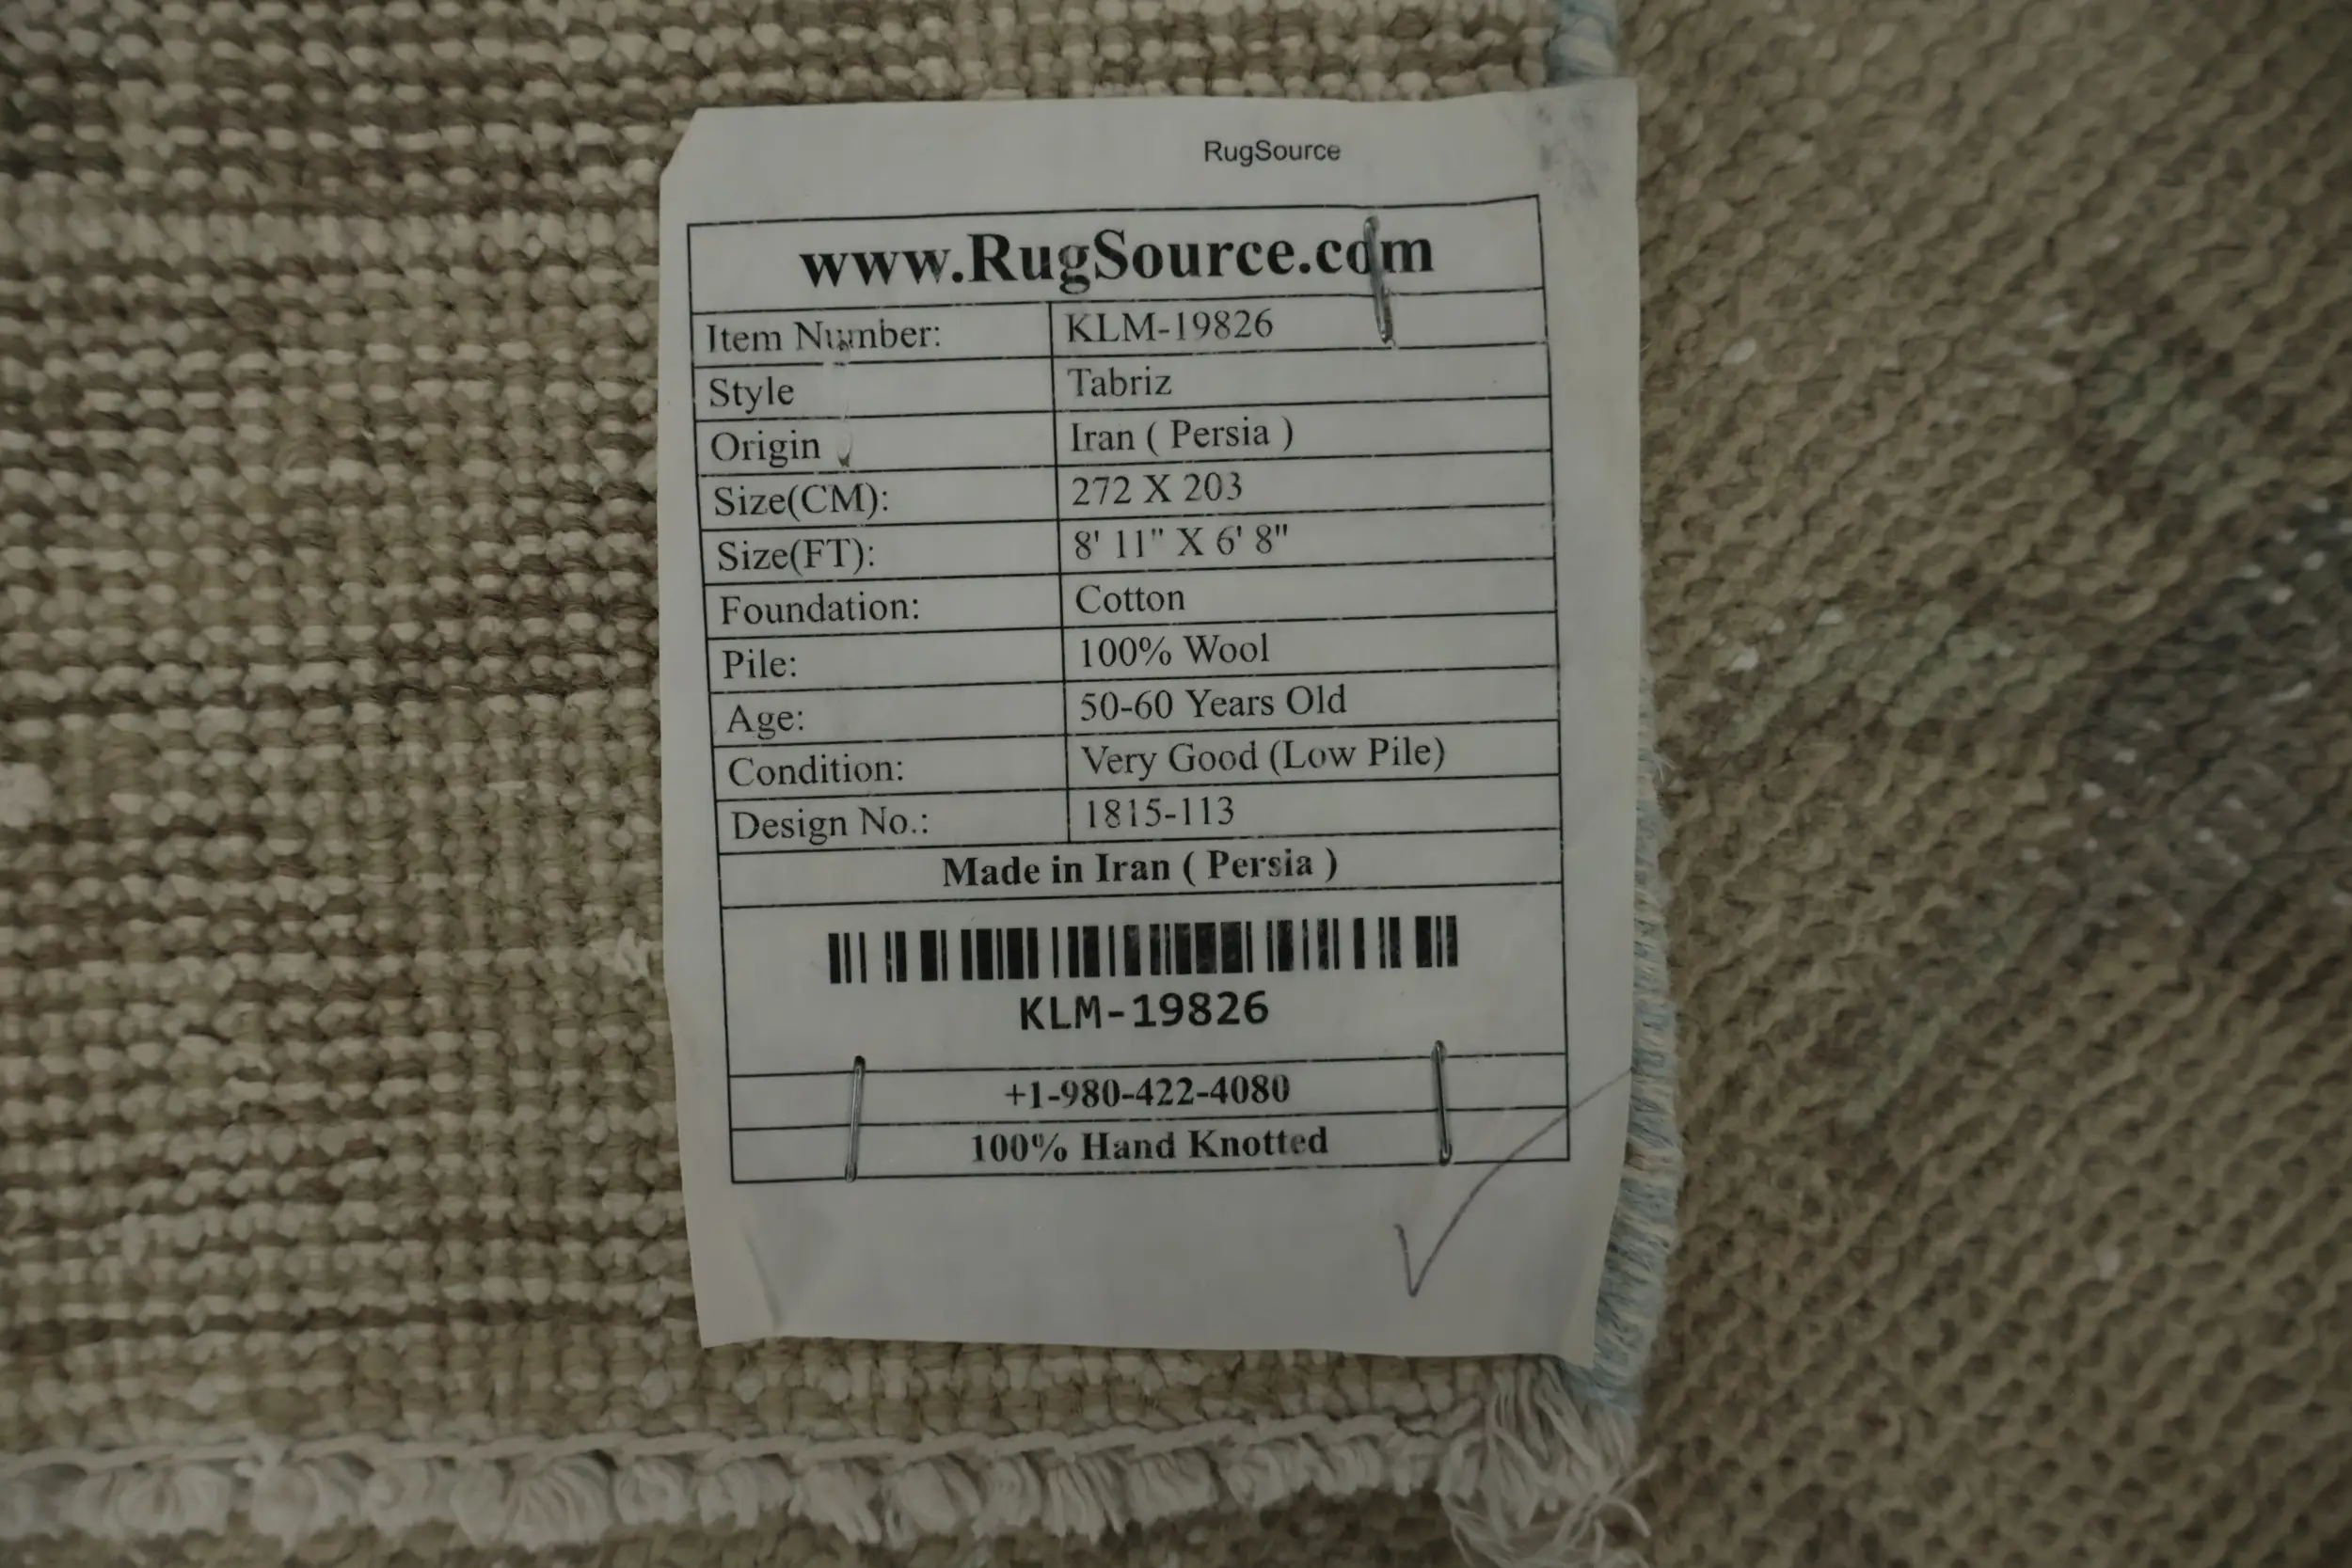 RugSource
www.RugSource.com
Item Number: KLM-19826
Style Tabriz
Origin Iran ( Persia )
Size(CM): 272 X 203
Size(FT): 8' 11" X 6' 8"
Foundation: Cotton
Pile: 100% Wool
Age: 50-60 Years Old
Condition: Very Good (Low Pile)
Design No.: 1815-113
Made in Iran ( Persia )
KLM-19826
+1-980-422-4080
100% Hand Knotted